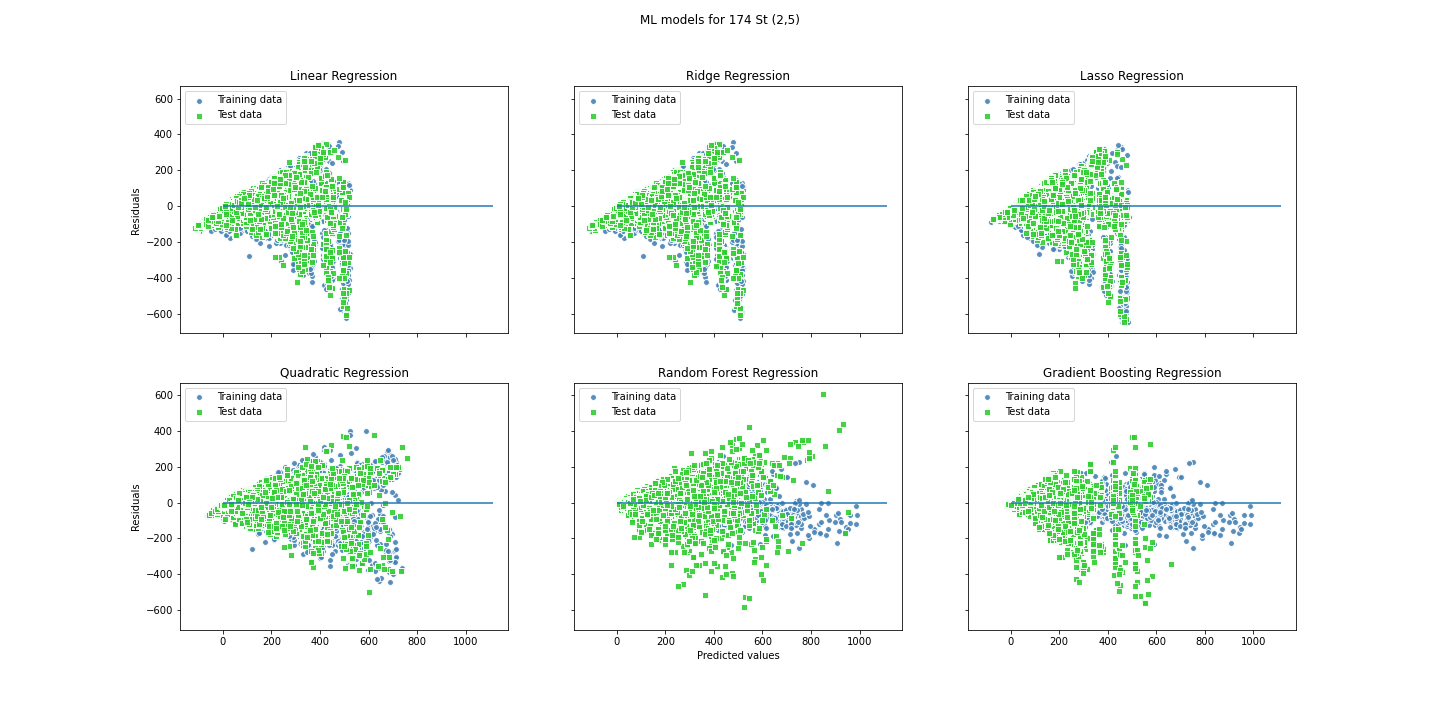 ML models for 174 St (2,5)
Linear Regression
Training data
Test data
600
400
200
0
−200
−400
−600
Residuals
Ridge Regression
Training data
Test data
Lasso Regression
Training data
Test data
Quadratic Regression
Training data
Test data
600
400
200
0
−200
−400
−600
Residuals
0 200 400 600 800 1000
Random Forest Regression
Training data
Test data
0 200 400 600 800 1000
Predicted values
Gradient Boosting Regression
Training data
Test data
0 200 400 600 800 1000